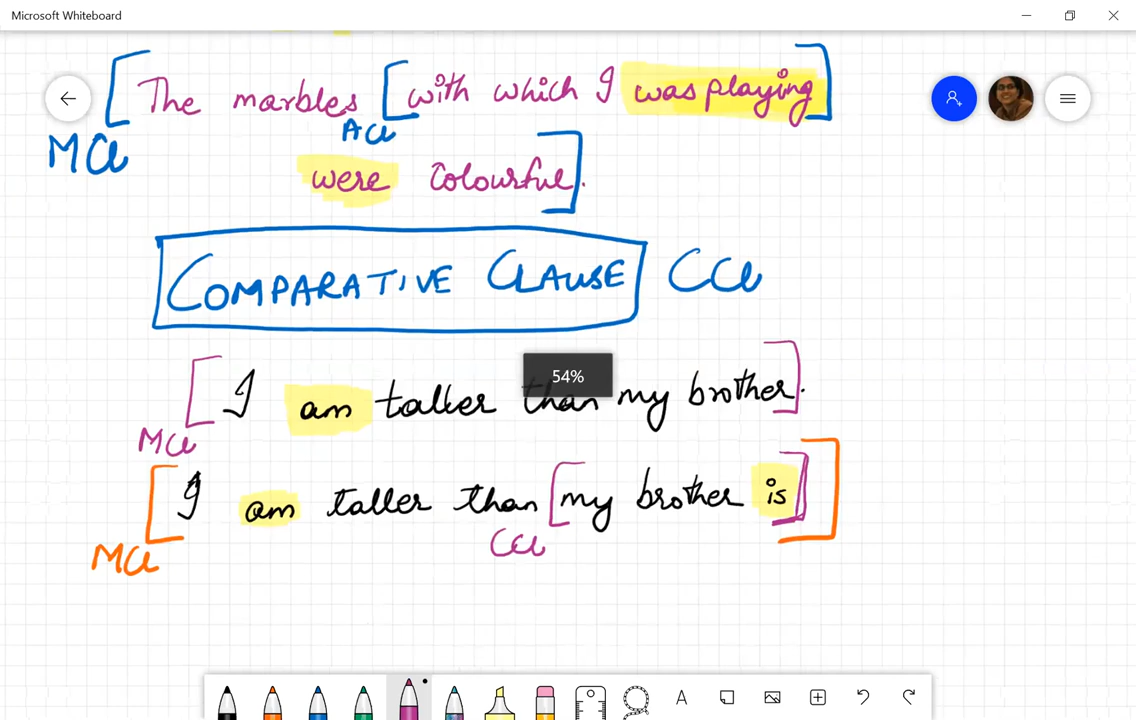 Microsoft Whiteboard
[The marbles [with which I was playing]
MCl ACl
were colourful].
COMPARATIVE CLAUSE CCl
54%
[I am taller than my brother].
MCl
[I am taller than [my brother is]]
MCl CCl